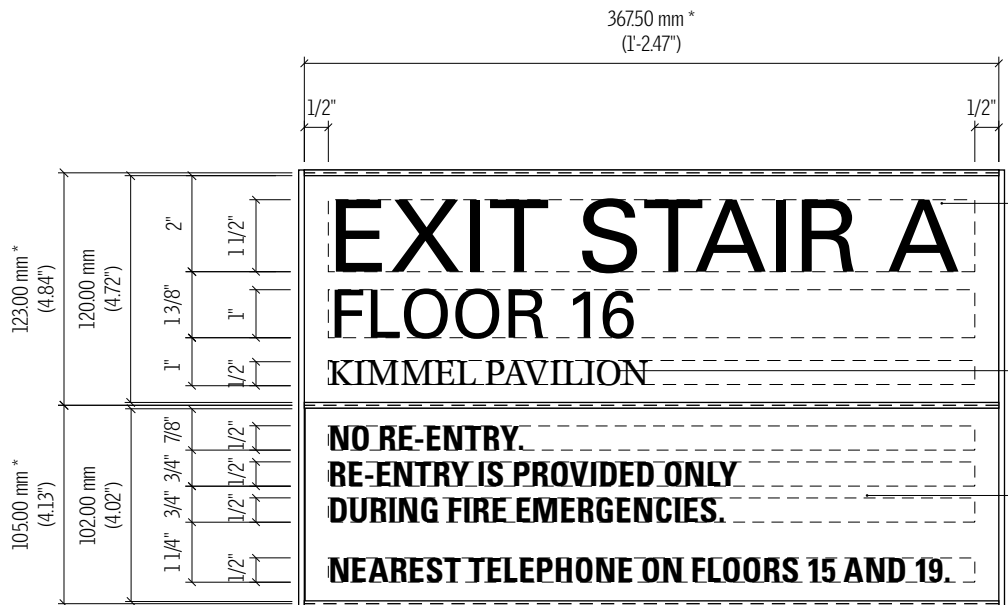 367.50 mm *
(1'-2.47")
1/2"
1/2"
123.00 mm *
(4.84")
120.00 mm
(4.72")
2"
1 1/2"
EXIT STAIR A
1 3/8"
1"
FLOOR 16
1"
1/2"
KIMMEL PAVILION
105.00 mm *
(4.13")
102.00 mm
(4.02")
7/8"
1/2"
NO RE-ENTRY.
3/4"
1/2"
RE-ENTRY IS PROVIDED ONLY
3/4"
1/2"
DURING FIRE EMERGENCIES.
1 1/4"
1/2"
NEAREST TELEPHONE ON FLOORS 15 AND 19.